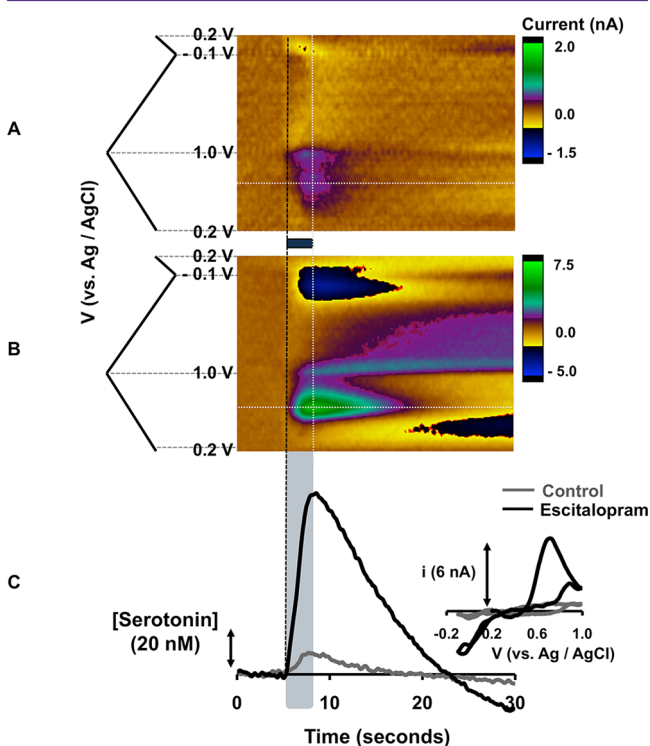 Current (nA)
0.2 V
- 0.1 V
2.0
0.0
- 1.5
A
1.0 V
V (vs. Ag / AgCl)
0.2 V
0.2 V
- 0.1 V
7.5
0.0
- 5.0
B
1.0 V
0.2 V
Control
Escitalopram
C
i (6 nA)
[Serotonin]
(20 nM)
-0.2 0.2 0.6 1.0
V (vs. Ag / AgCl)
0 10 20 30
Time (seconds)